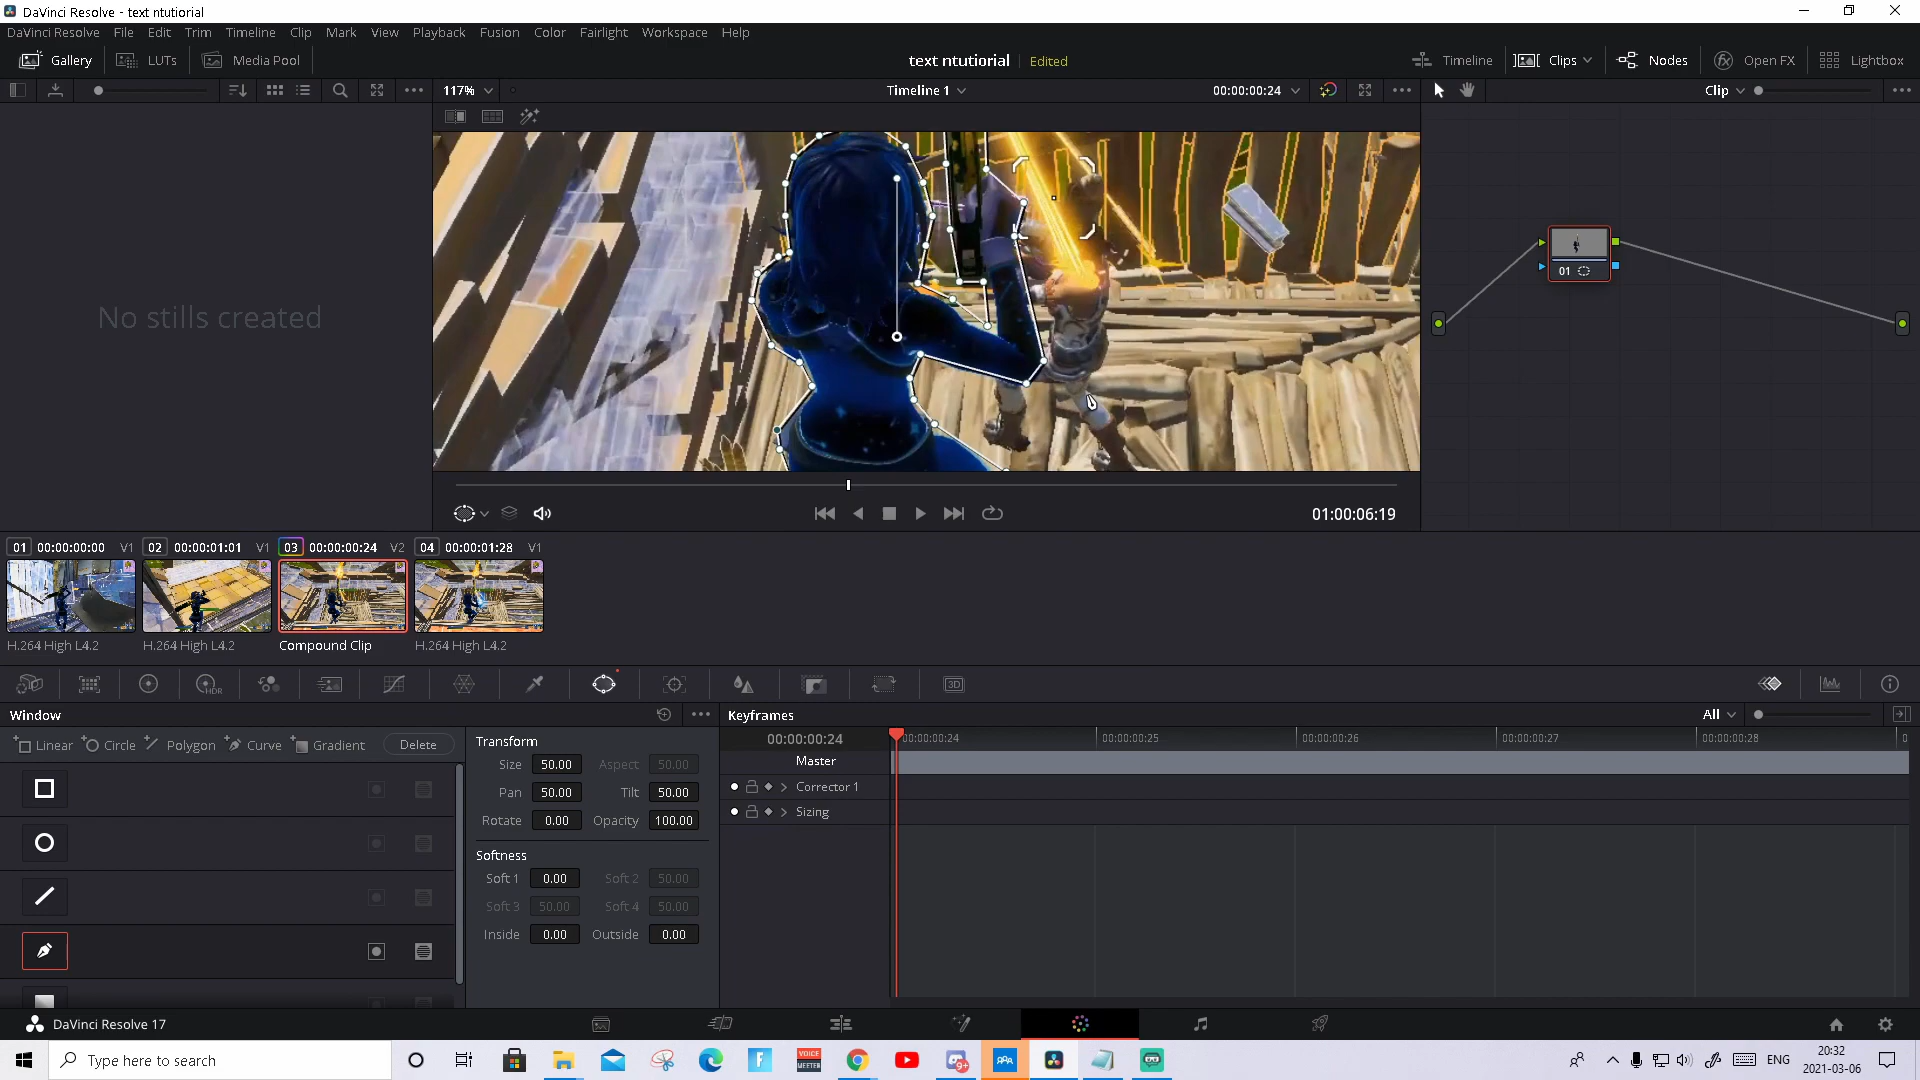 DaVinci Resolve - text ntutiorial
DaVinci Resolve File Edit Trim Timeline Clip Mark View Playback Fusion Color Fairlight Workspace Help
Gallery LUTs Media Pool text ntutiorial Edited Timeline Clips Nodes Open FX Lightbox
117% Timeline 1 00:00:00:24 Clip
No stills created
01
01:00:06:19
01 00:00:00:00 V1 02 00:00:01:01 V1 03 00:00:00:24 V2 04 00:00:01:28 V1
H.264 High L4.2 H.264 High L4.2 Compound Clip H.264 High L4.2
HDR 3D
Window Keyframes All
Linear Circle Polygon Curve Gradient Delete
Transform
Size 50.00 Aspect 50.00
Pan 50.00 Tilt 50.00
Rotate 0.00 Opacity 100.00
Softness
Soft 1 0.00 Soft 2 50.00
Soft 3 50.00 Soft 4 50.00
Inside 0.00 Outside 0.00
00:00:00:24 00:00:00:24 00:00:00:25 00:00:00:26 00:00:00:27 00:00:00:28 0
Master
Corrector 1
Sizing
DaVinci Resolve 17
Type here to search
F
VOICE
MEETER
9+
ENG
20:32
2021-03-06